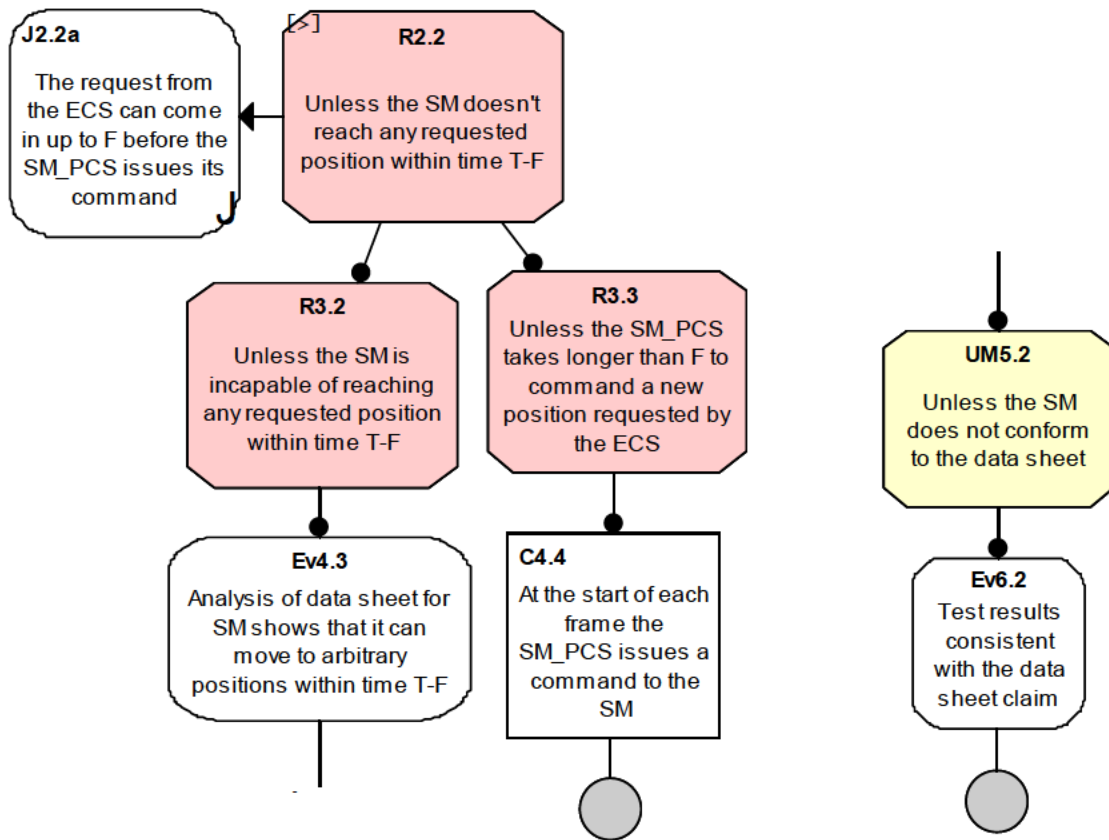 J2.2a
The request from
the ECS can come
in up to F before the
SM_PCS issues its
command
J
[>]
R2.2
Unless the SM doesn't
reach any requested
position within time T-F
R3.2
Unless the SM is
incapable of reaching
any requested position
within time T-F
R3.3
Unless the SM_PCS
takes longer than F to
command a new
position requested by
the ECS
UM5.2
Unless the SM
does not conform
to the data sheet
Ev4.3
Analysis of data sheet for
SM shows that it can
move to arbitrary
positions within time T-F
C4.4
At the start of each
frame the
SM_PCS issues a
command to the
SM
Ev6.2
Test results
consistent
with the data
sheet claim